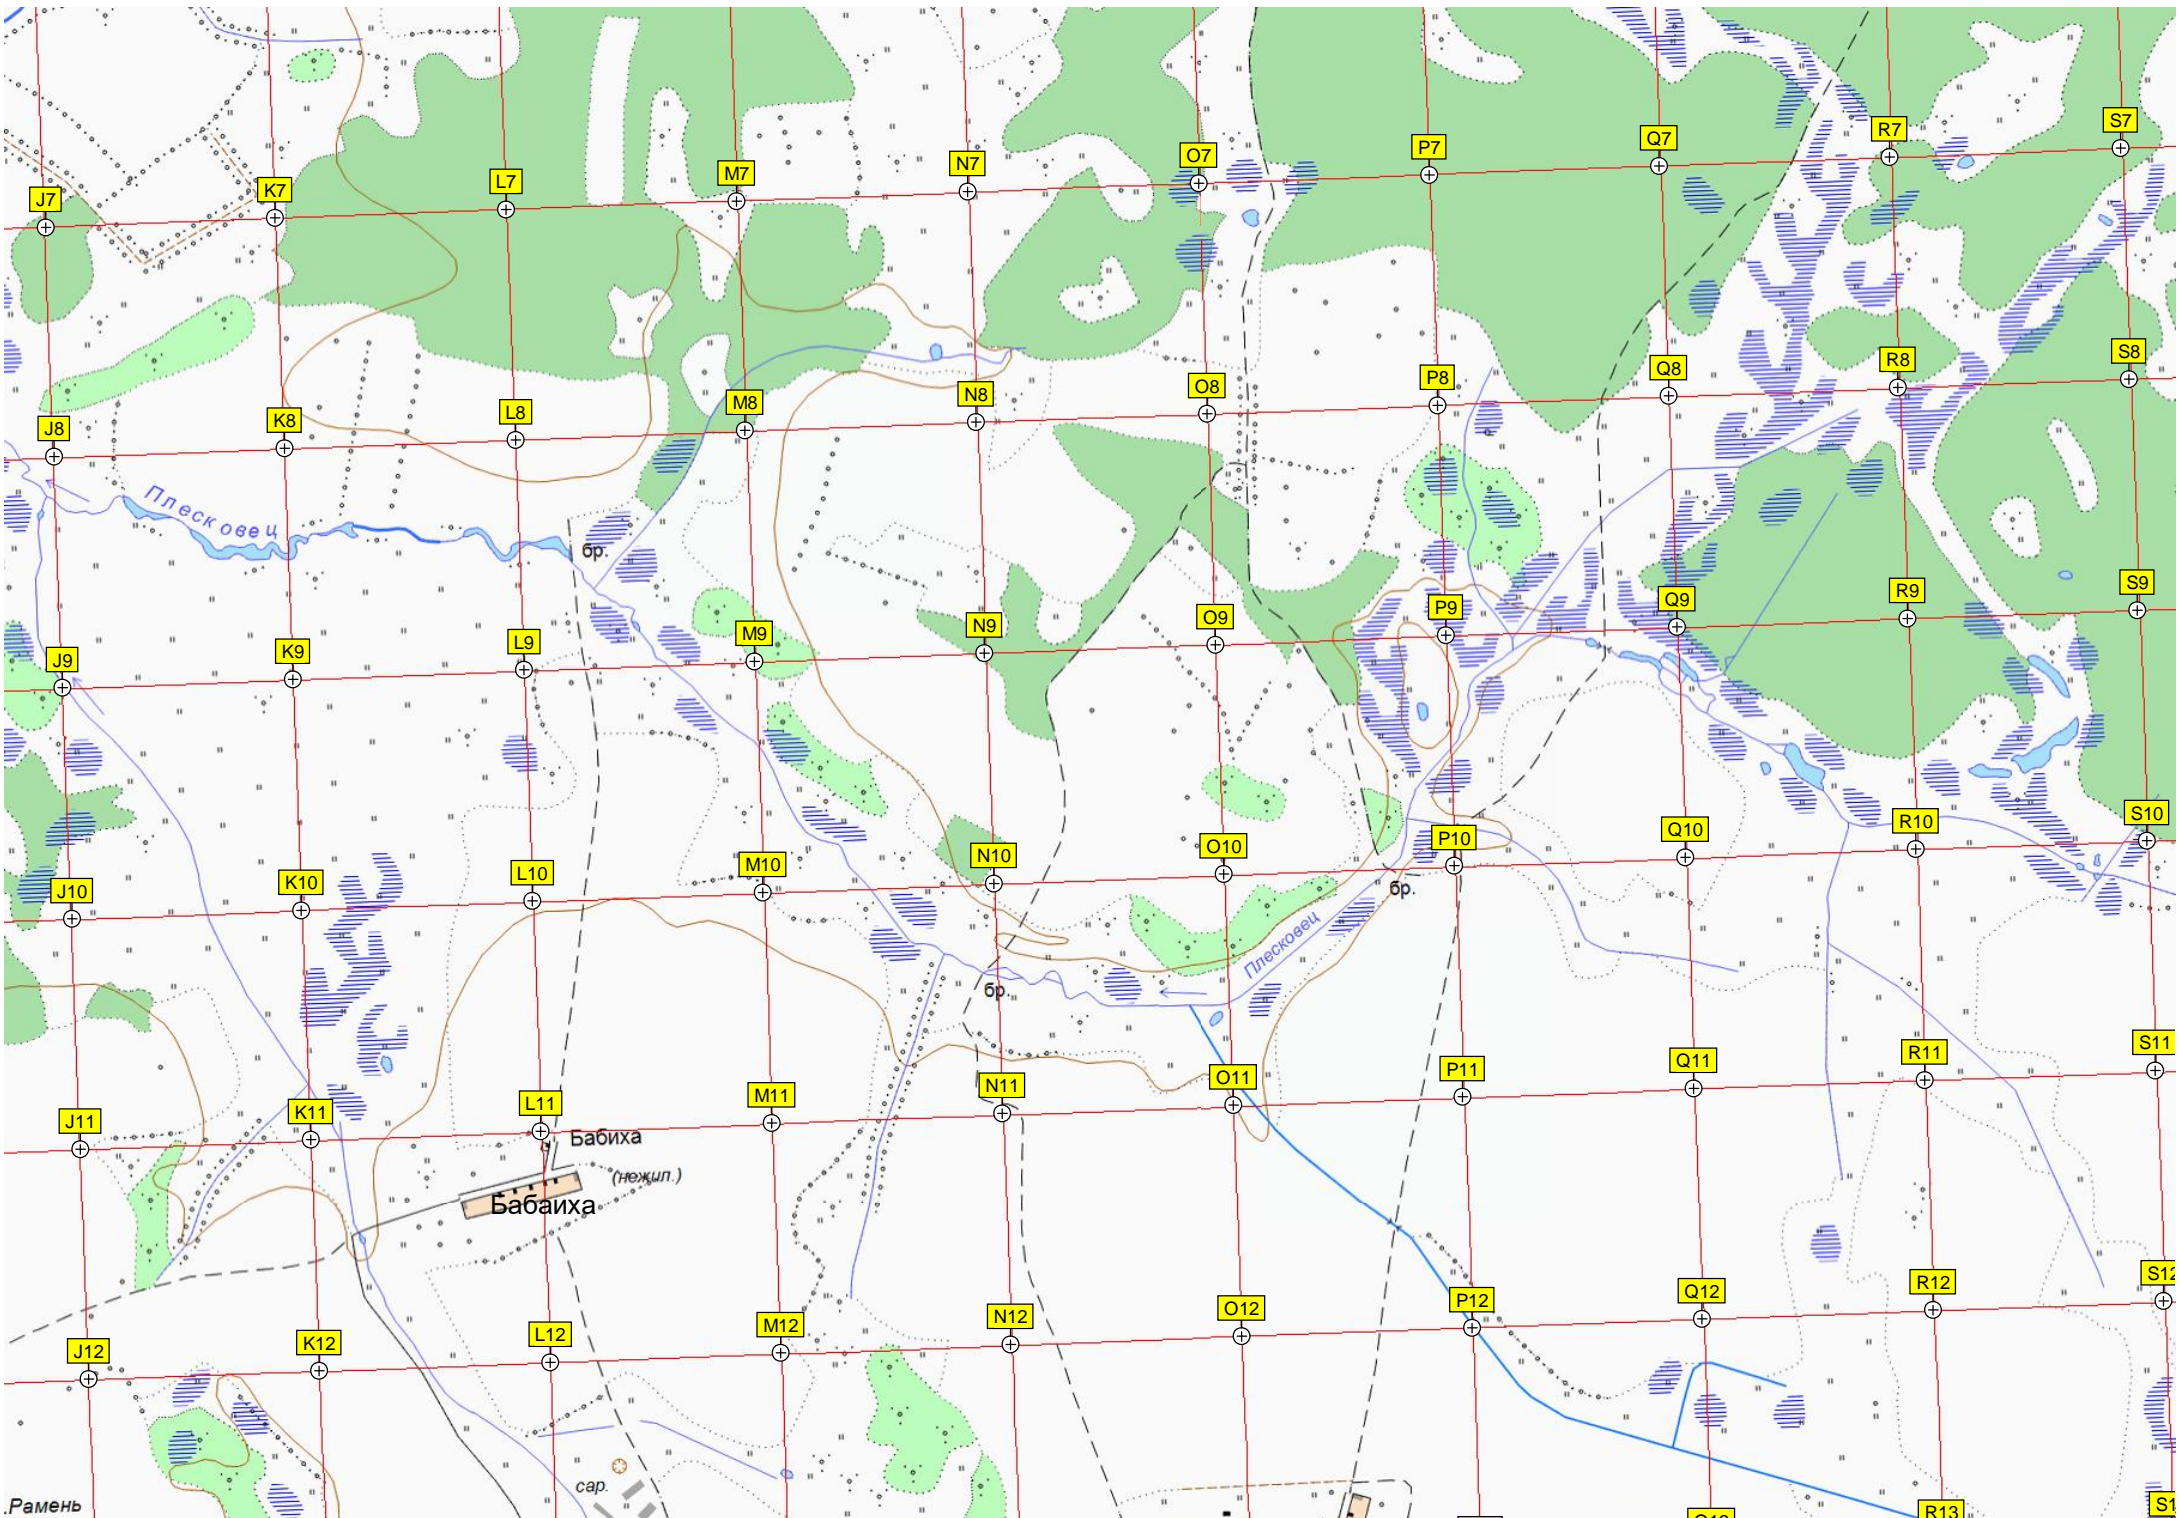 S7
R7
Q7
P7
O7
N7
M7
L7
K7
J7
S8
R8
Q8
P8
O8
N8
M8
L8
K8
J8
Плесковец
бр.
S9
R9
Q9
P9
O9
N9
M9
L9
K9
J9
S10
R10
Q10
P10
O10
N10
M10
L10
K10
J10
бр.
Плесковец
бр.
S11
R11
Q11
P11
O11
N11
M11
L11
K11
J11
Бабиха
(нежил.)
Бабаиха
S12
R12
Q12
P12
O12
N12
M12
L12
K12
J12
сар.
Рамень
R13